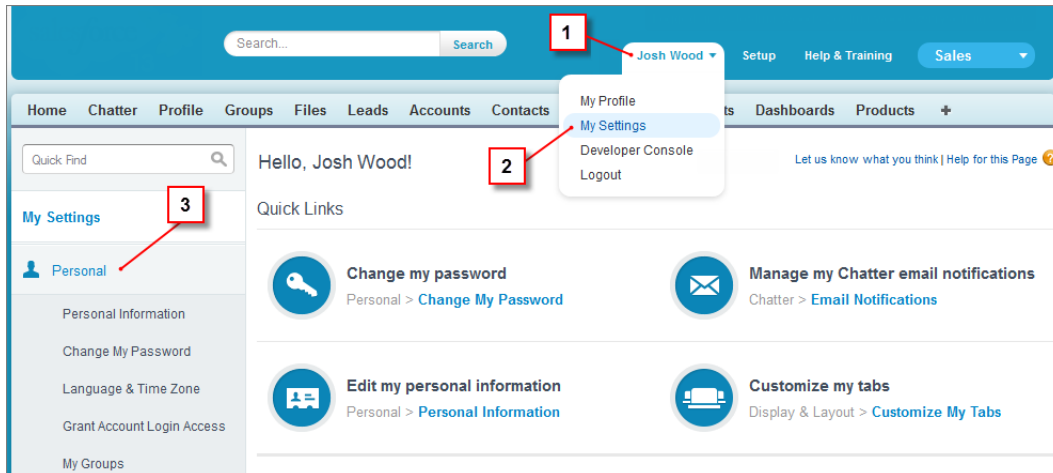 1
Search...
Search
Josh Wood
Setup
Help & Training
Sales
Home Chatter Profile Groups Files Leads Accounts Contacts
ts Dashboards Products +
My Profile
My Settings
Developer Console
Logout
2
Quick Find
Hello, Josh Wood!
Let us know what you think | Help for this Page ?
3
My Settings
Quick Links
Personal
Personal Information
Change My Password
Language & Time Zone
Grant Account Login Access
My Groups
Change my password
Personal > Change My Password
Manage my Chatter email notifications
Chatter > Email Notifications
Edit my personal information
Personal > Personal Information
Customize my tabs
Display & Layout > Customize My Tabs